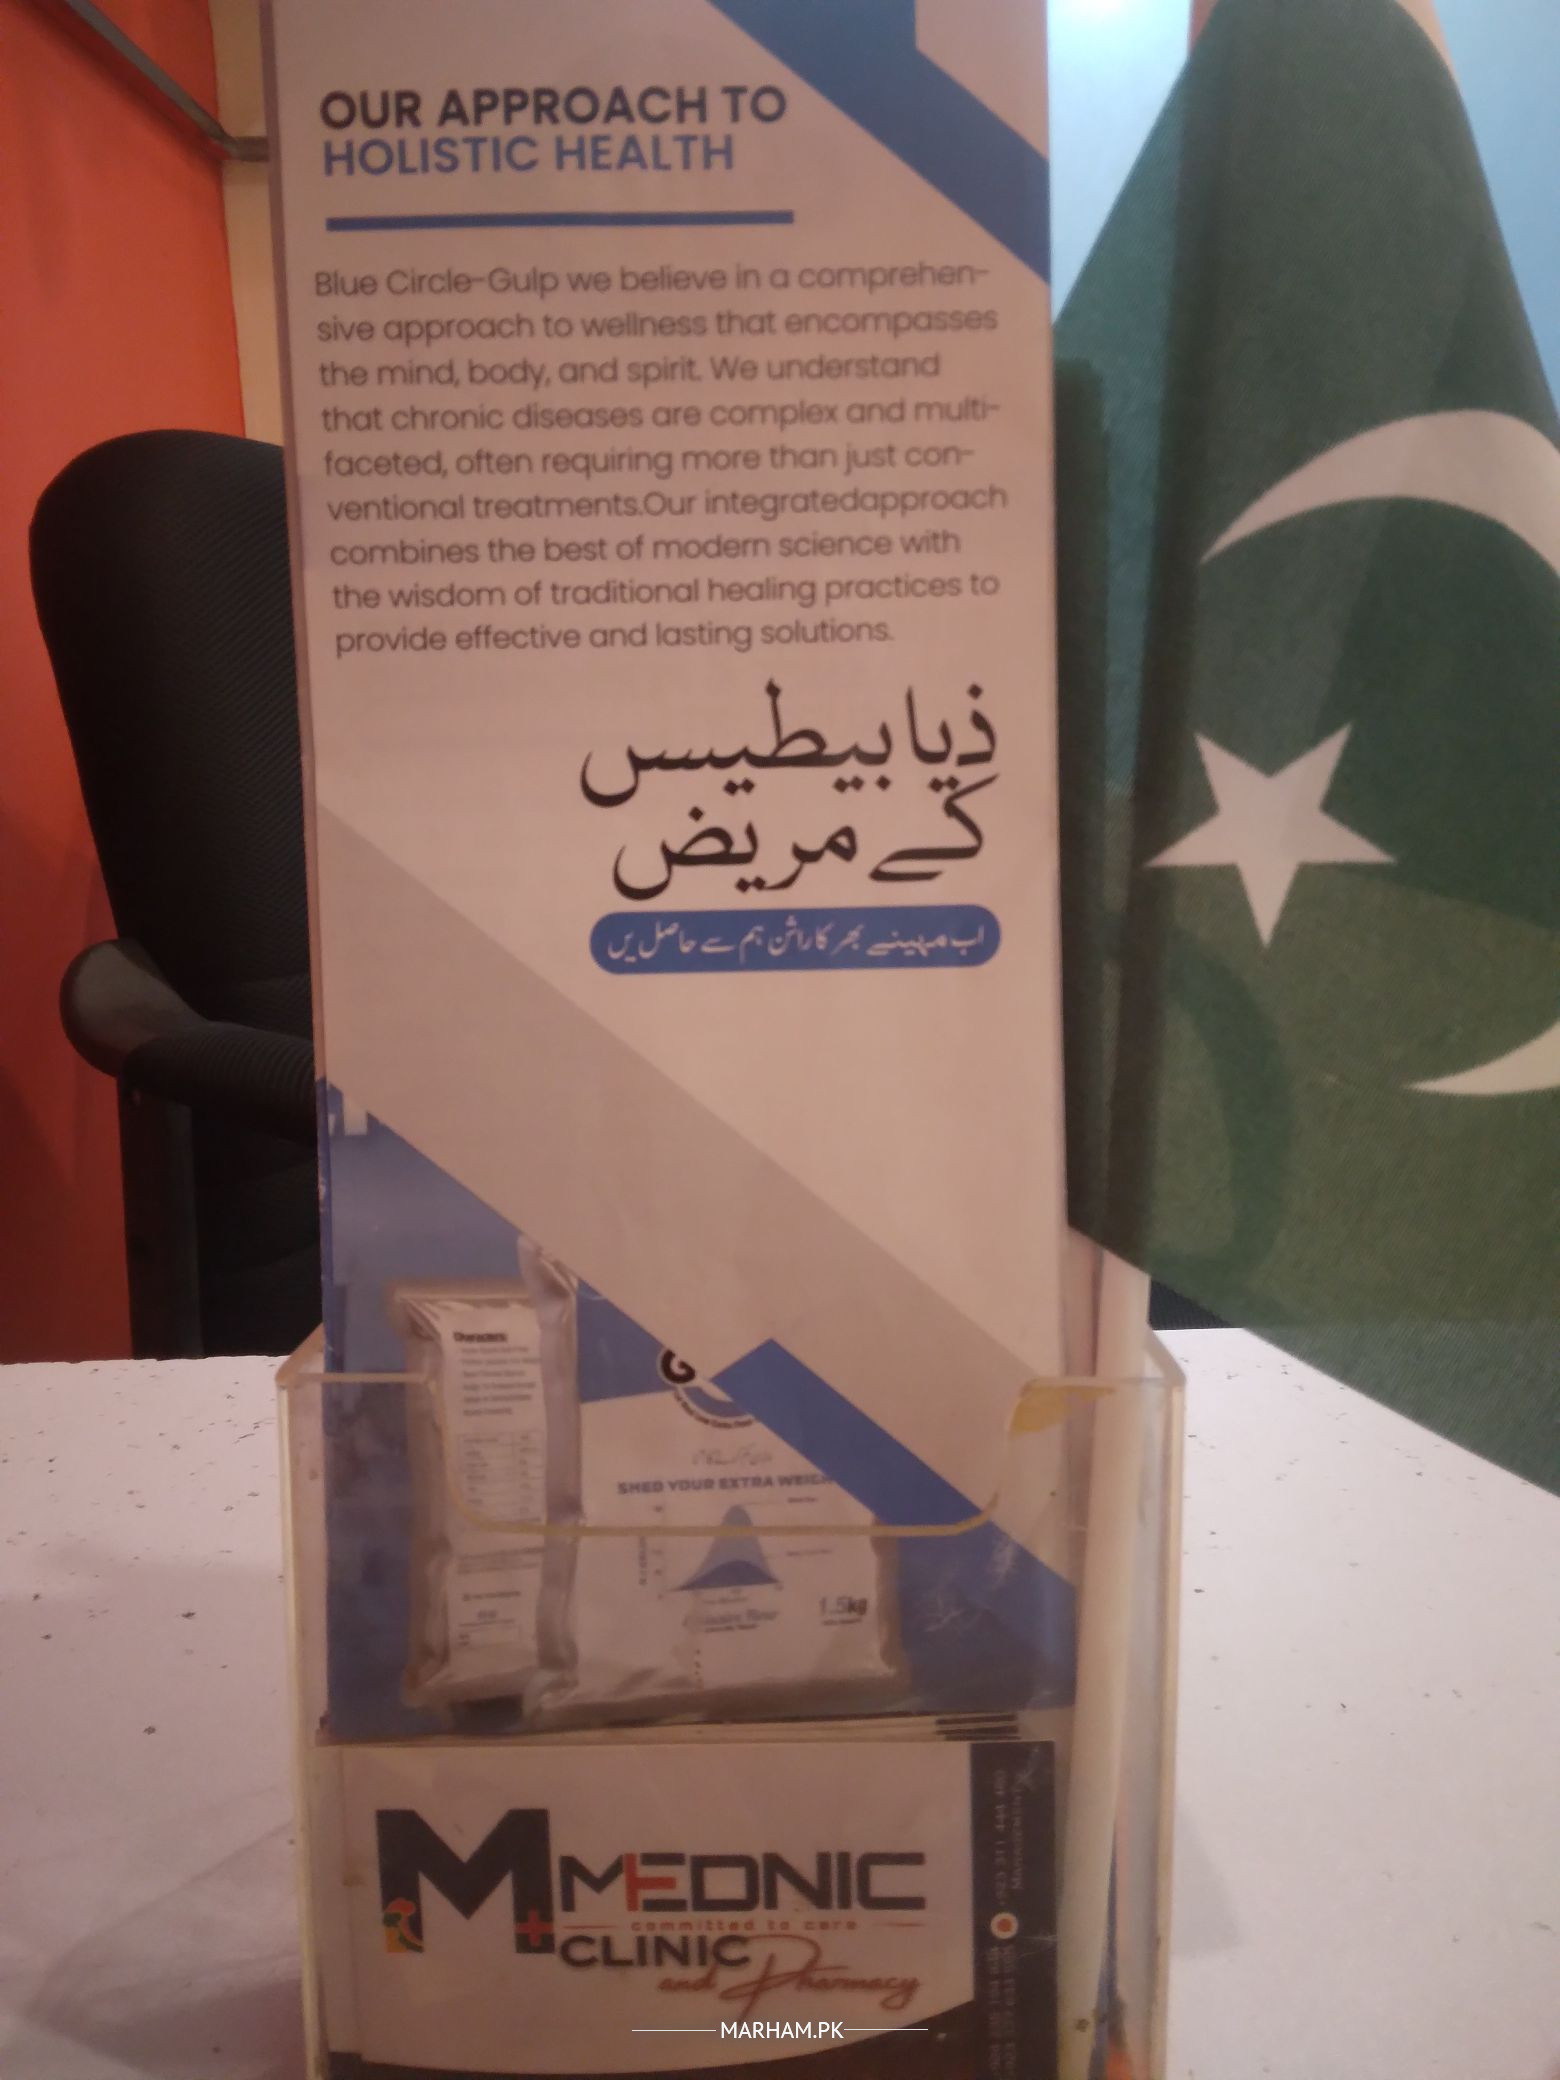 OUR APPROACH TO
HOLISTIC HEALTH
Blue Circle-Gulp we believe in a comprehen-
sive approach to wellness that encompasses
the mind, body, and spirit. We understand
that chronic diseases are complex and multi-
faceted, often requiring more than just con-
ventional treatments.Our integratedapproach
combines the best of modern science with
the wisdom of traditional healing practices to
provide effective and lasting solutions.
ذیابیطیس
کے مریض
اب مہینے بھر کا راشن ہم سے حاصل یں
Characters
G
SHED YOUR EXTRA WEIGH
1.5kg
M MEDNIC
committed to care
CLINIC
and Pharmacy
MANAGEMENT
MARHAM.PK